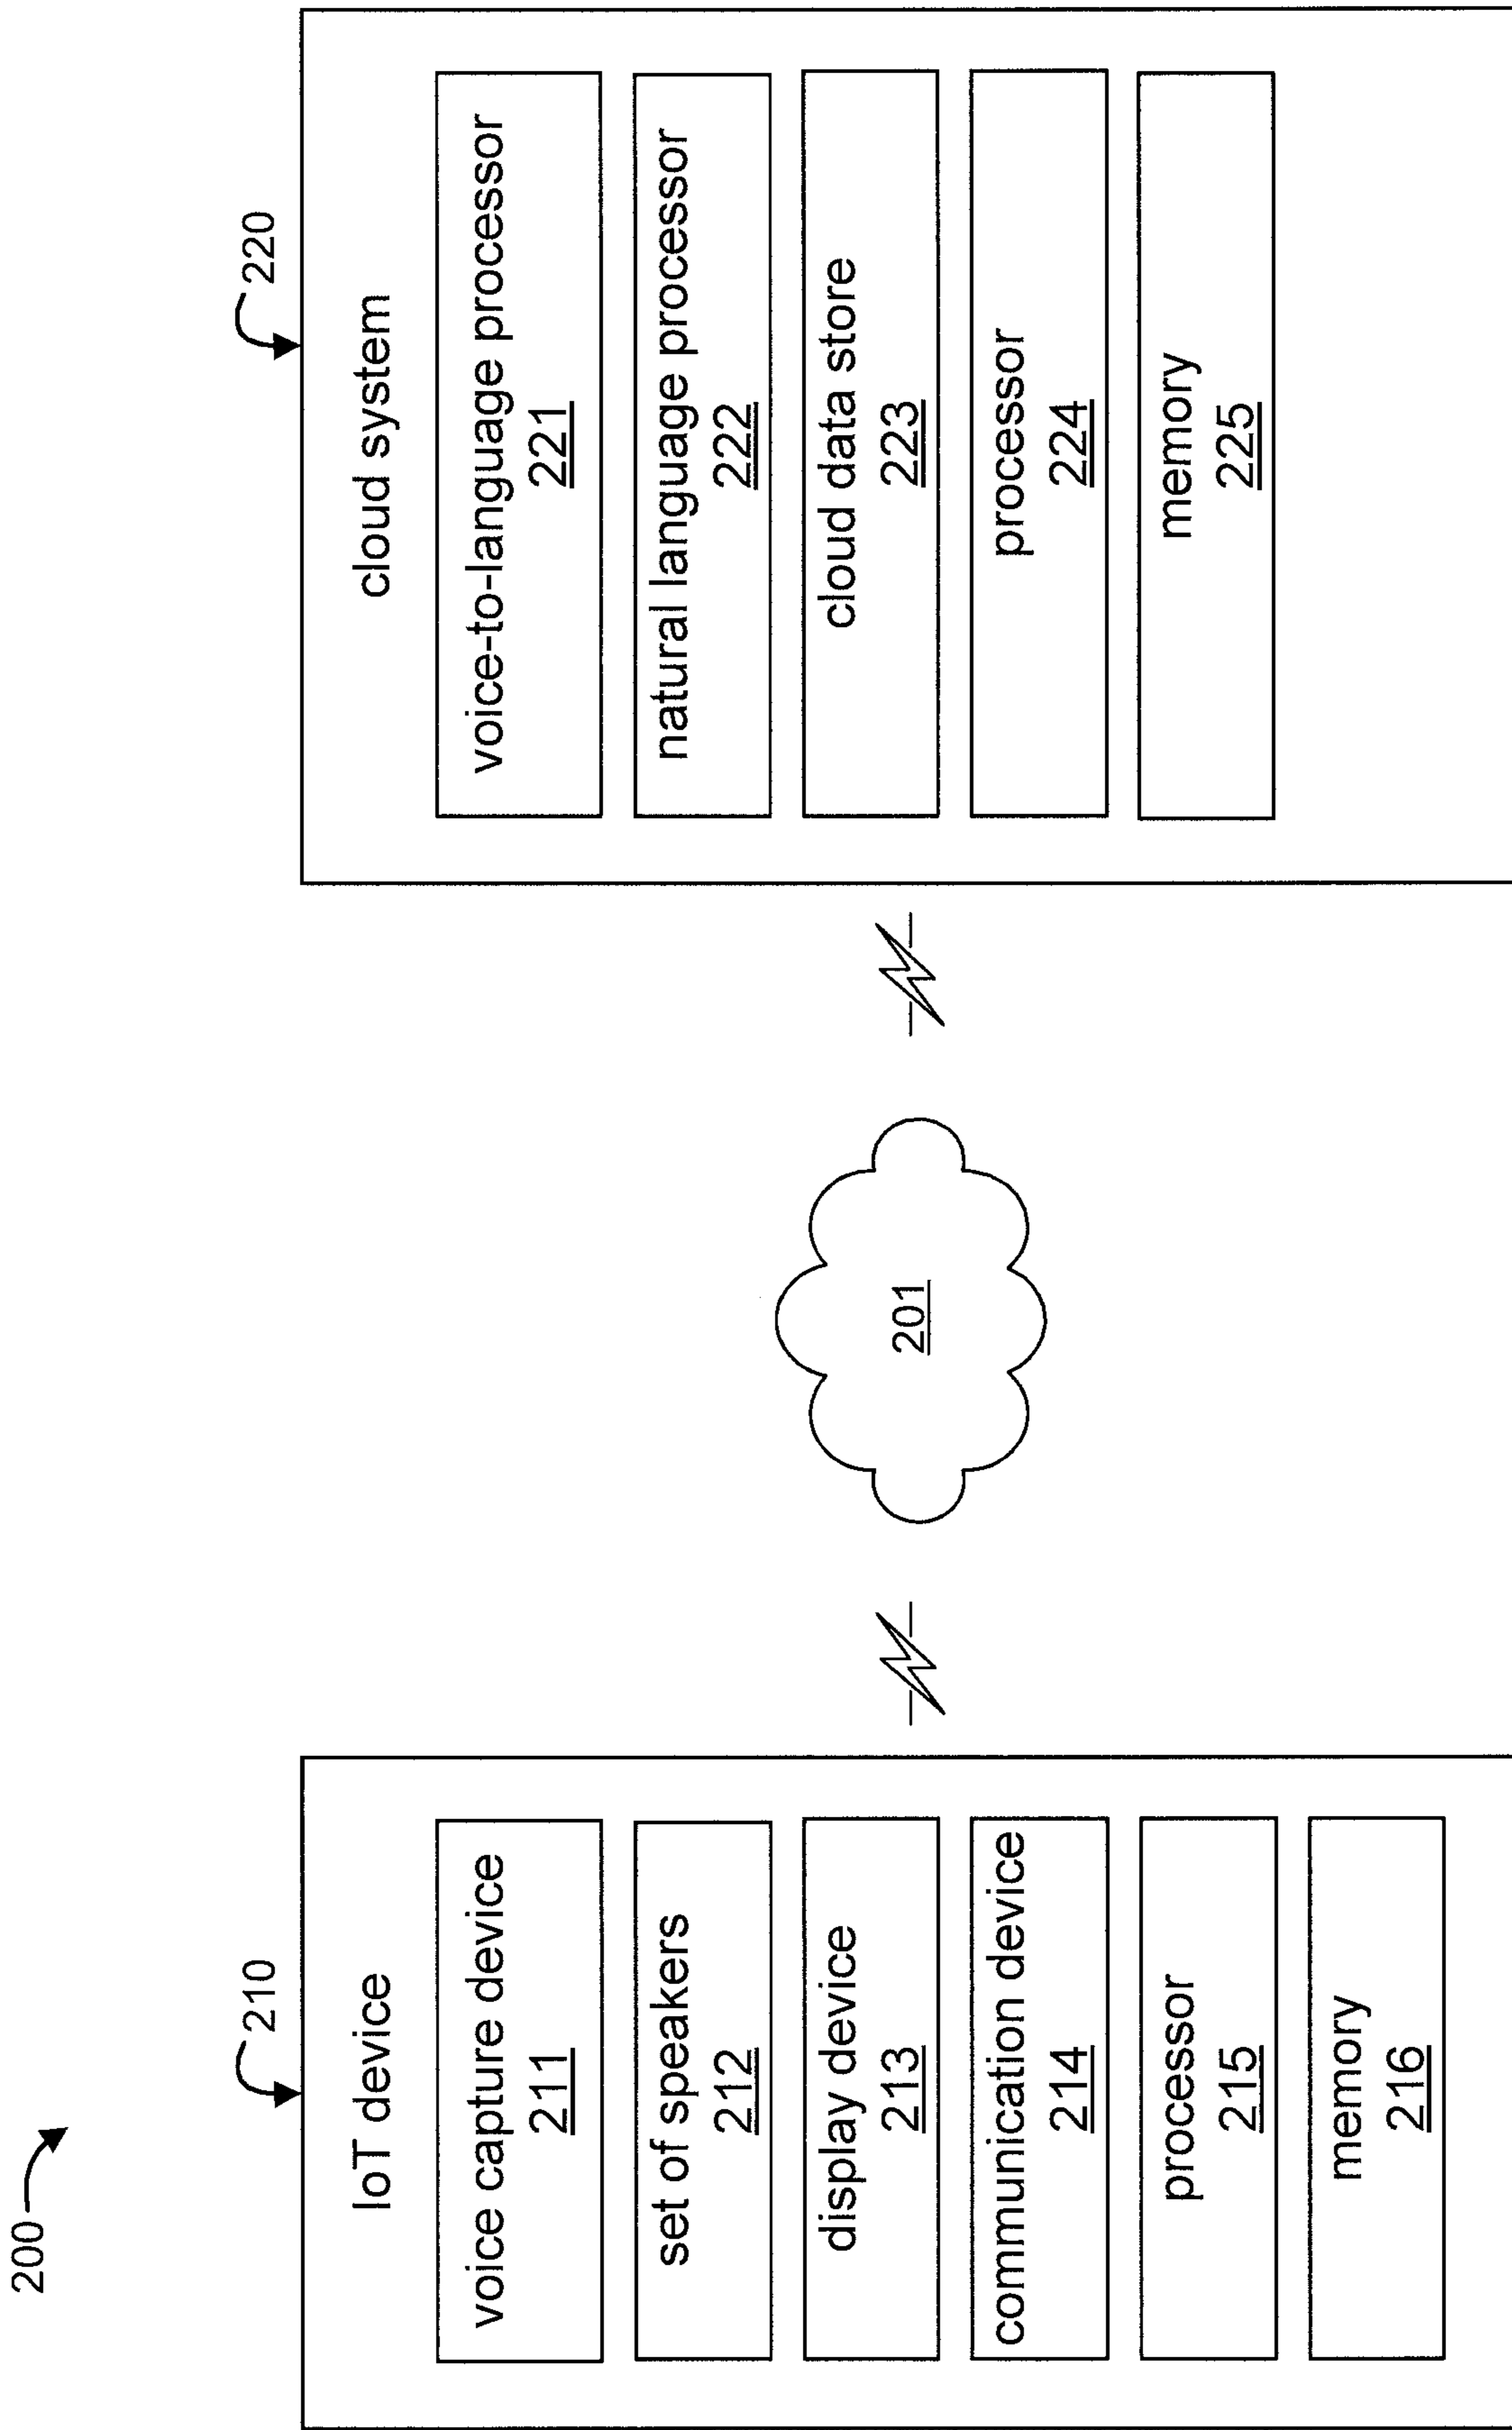 200
210
IoT device
voice capture device
211
set of speakers
212
display device
213
communication device
214
processor
215
memory
216
201
220
cloud system
voice-to-language processor
221
natural language processor
222
cloud data store
223
processor
224
memory
225